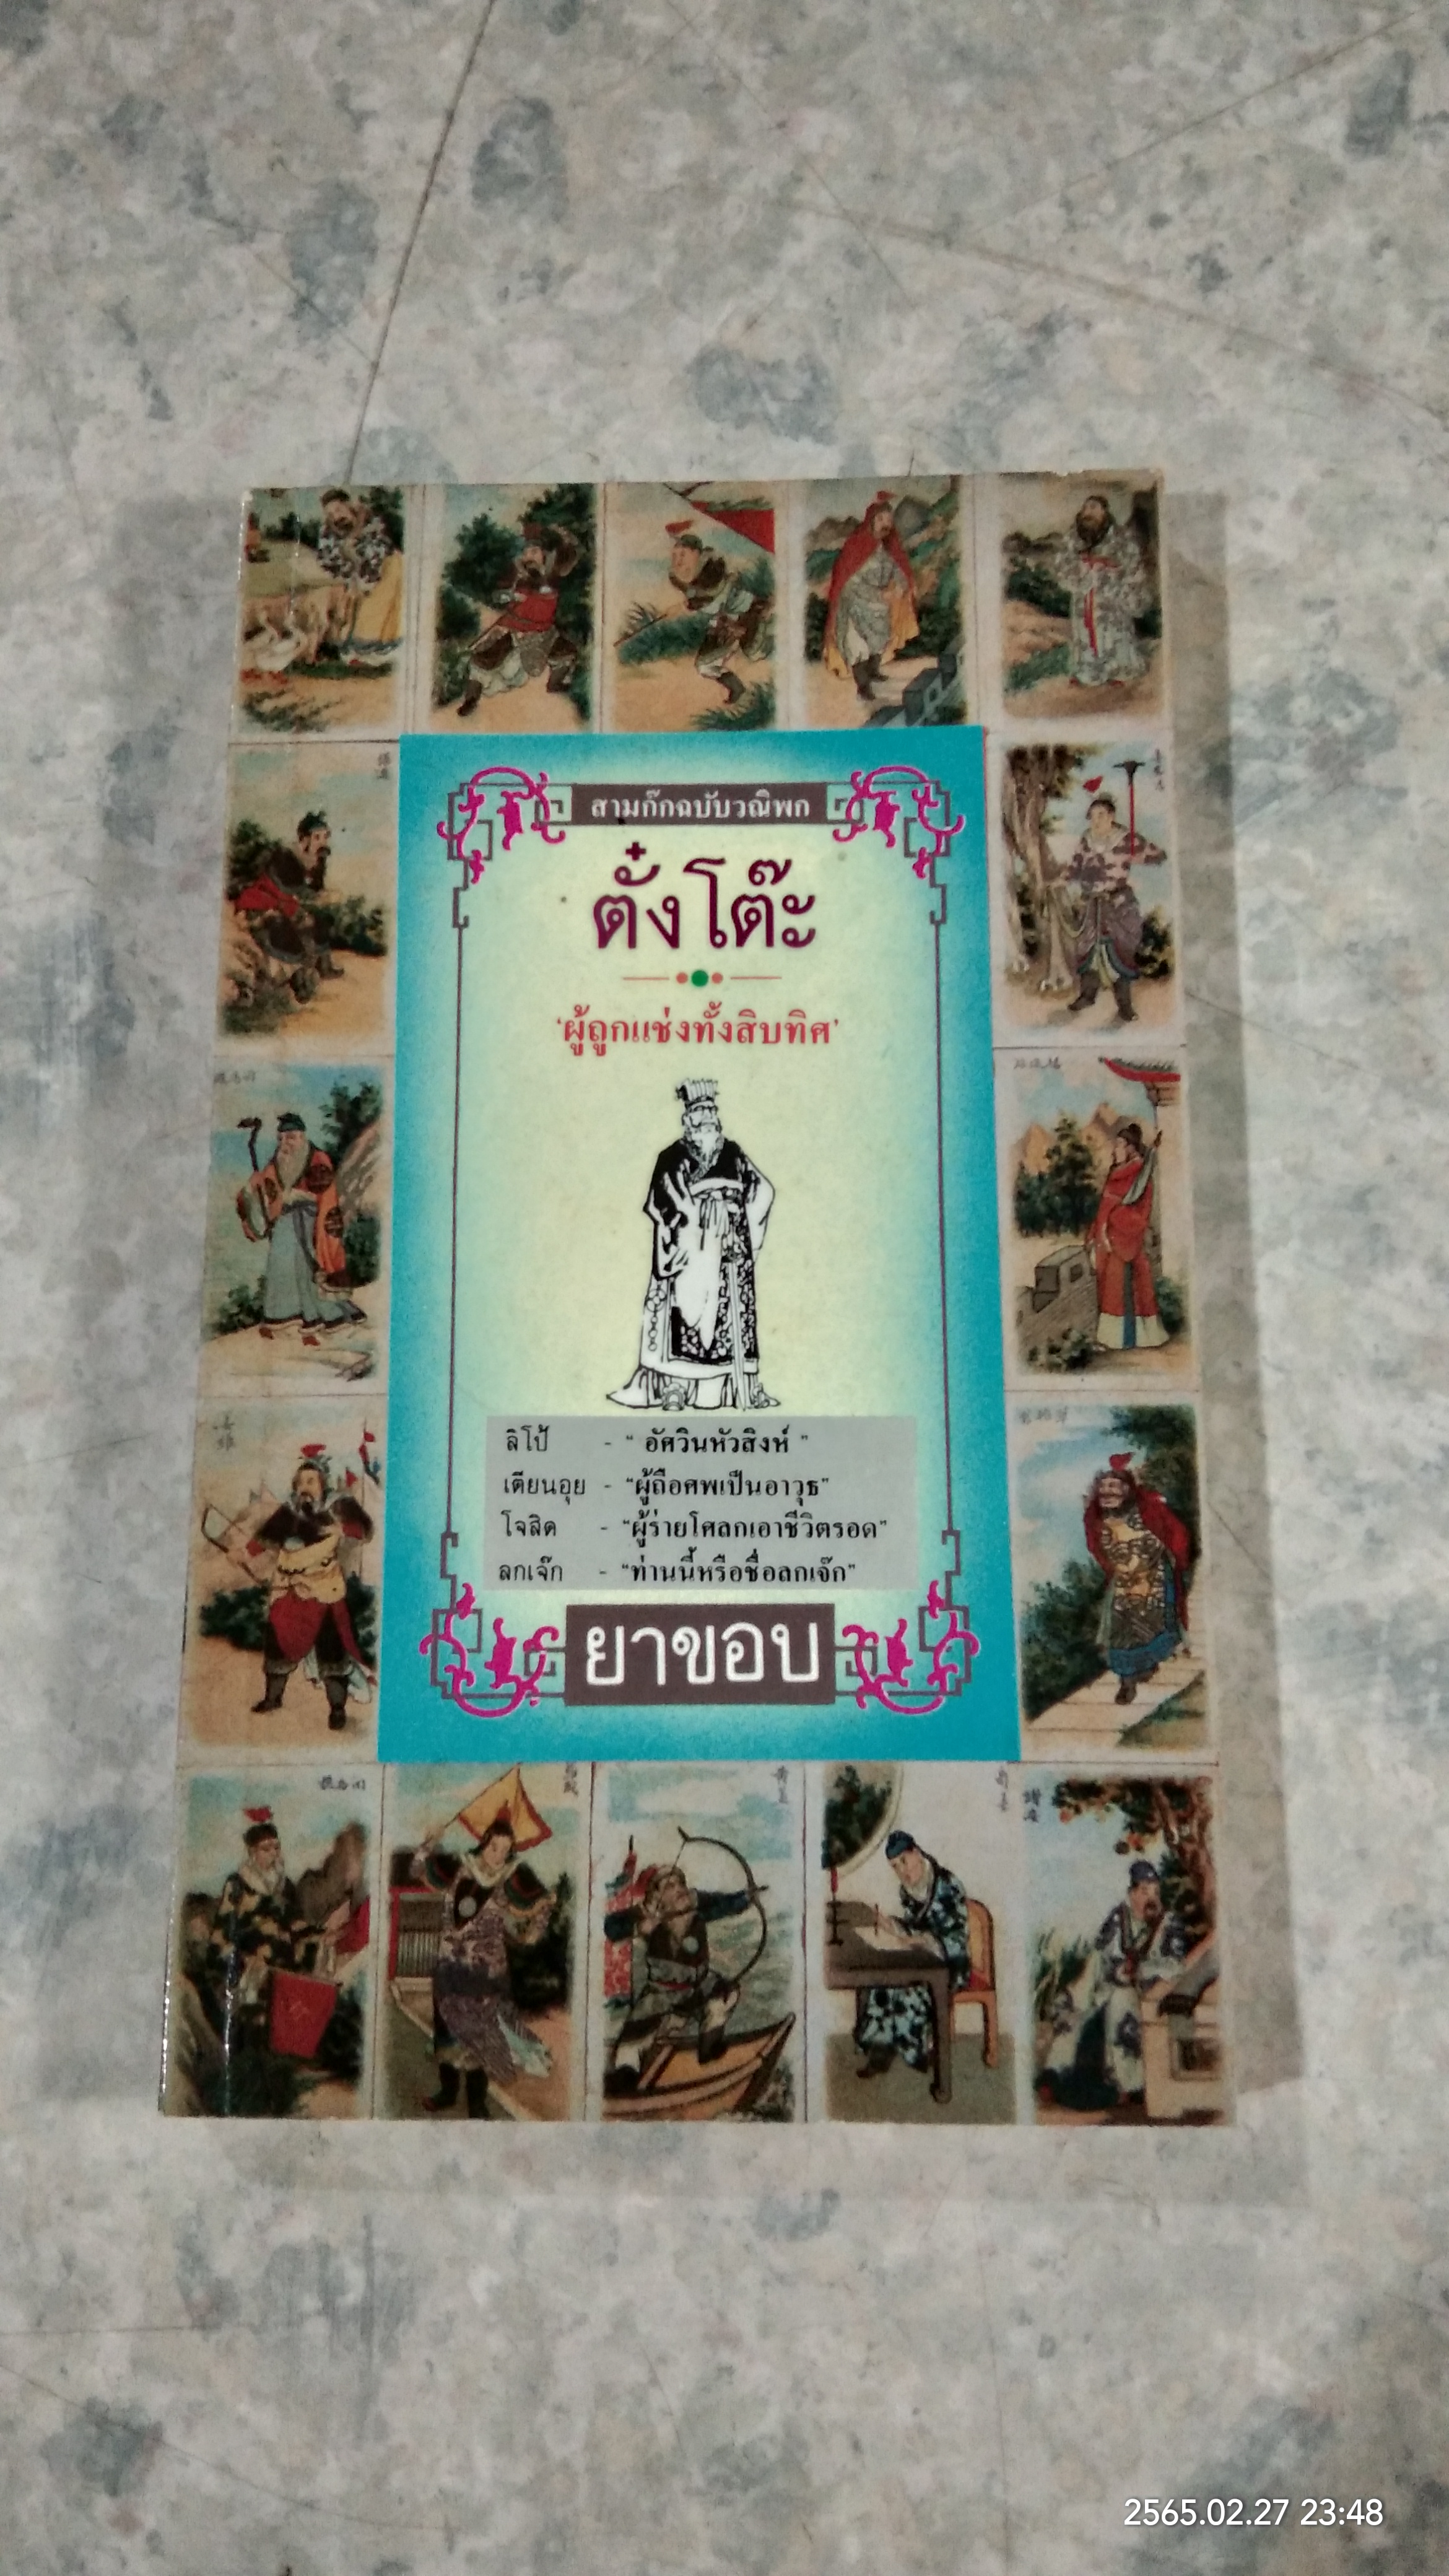 สามก๊กฉบับวณิพก
ตั๋งโต๊ะ
‘ผู้ถูกแช่งทั้งสิบทิศ’
ลิโป้ - “ อัศวินหัวสิงห์ ”
เตียนอุย - “ผู้ถือศพเป็นอาวุธ”
โจสิด - “ผู้ร่ายโศลกเอาชีวิตรอด”
ลกเจ๊ก - “ท่านนี้หรือชื่อลกเจ๊ก”
ยาขอบ
2565.02.27 23:48